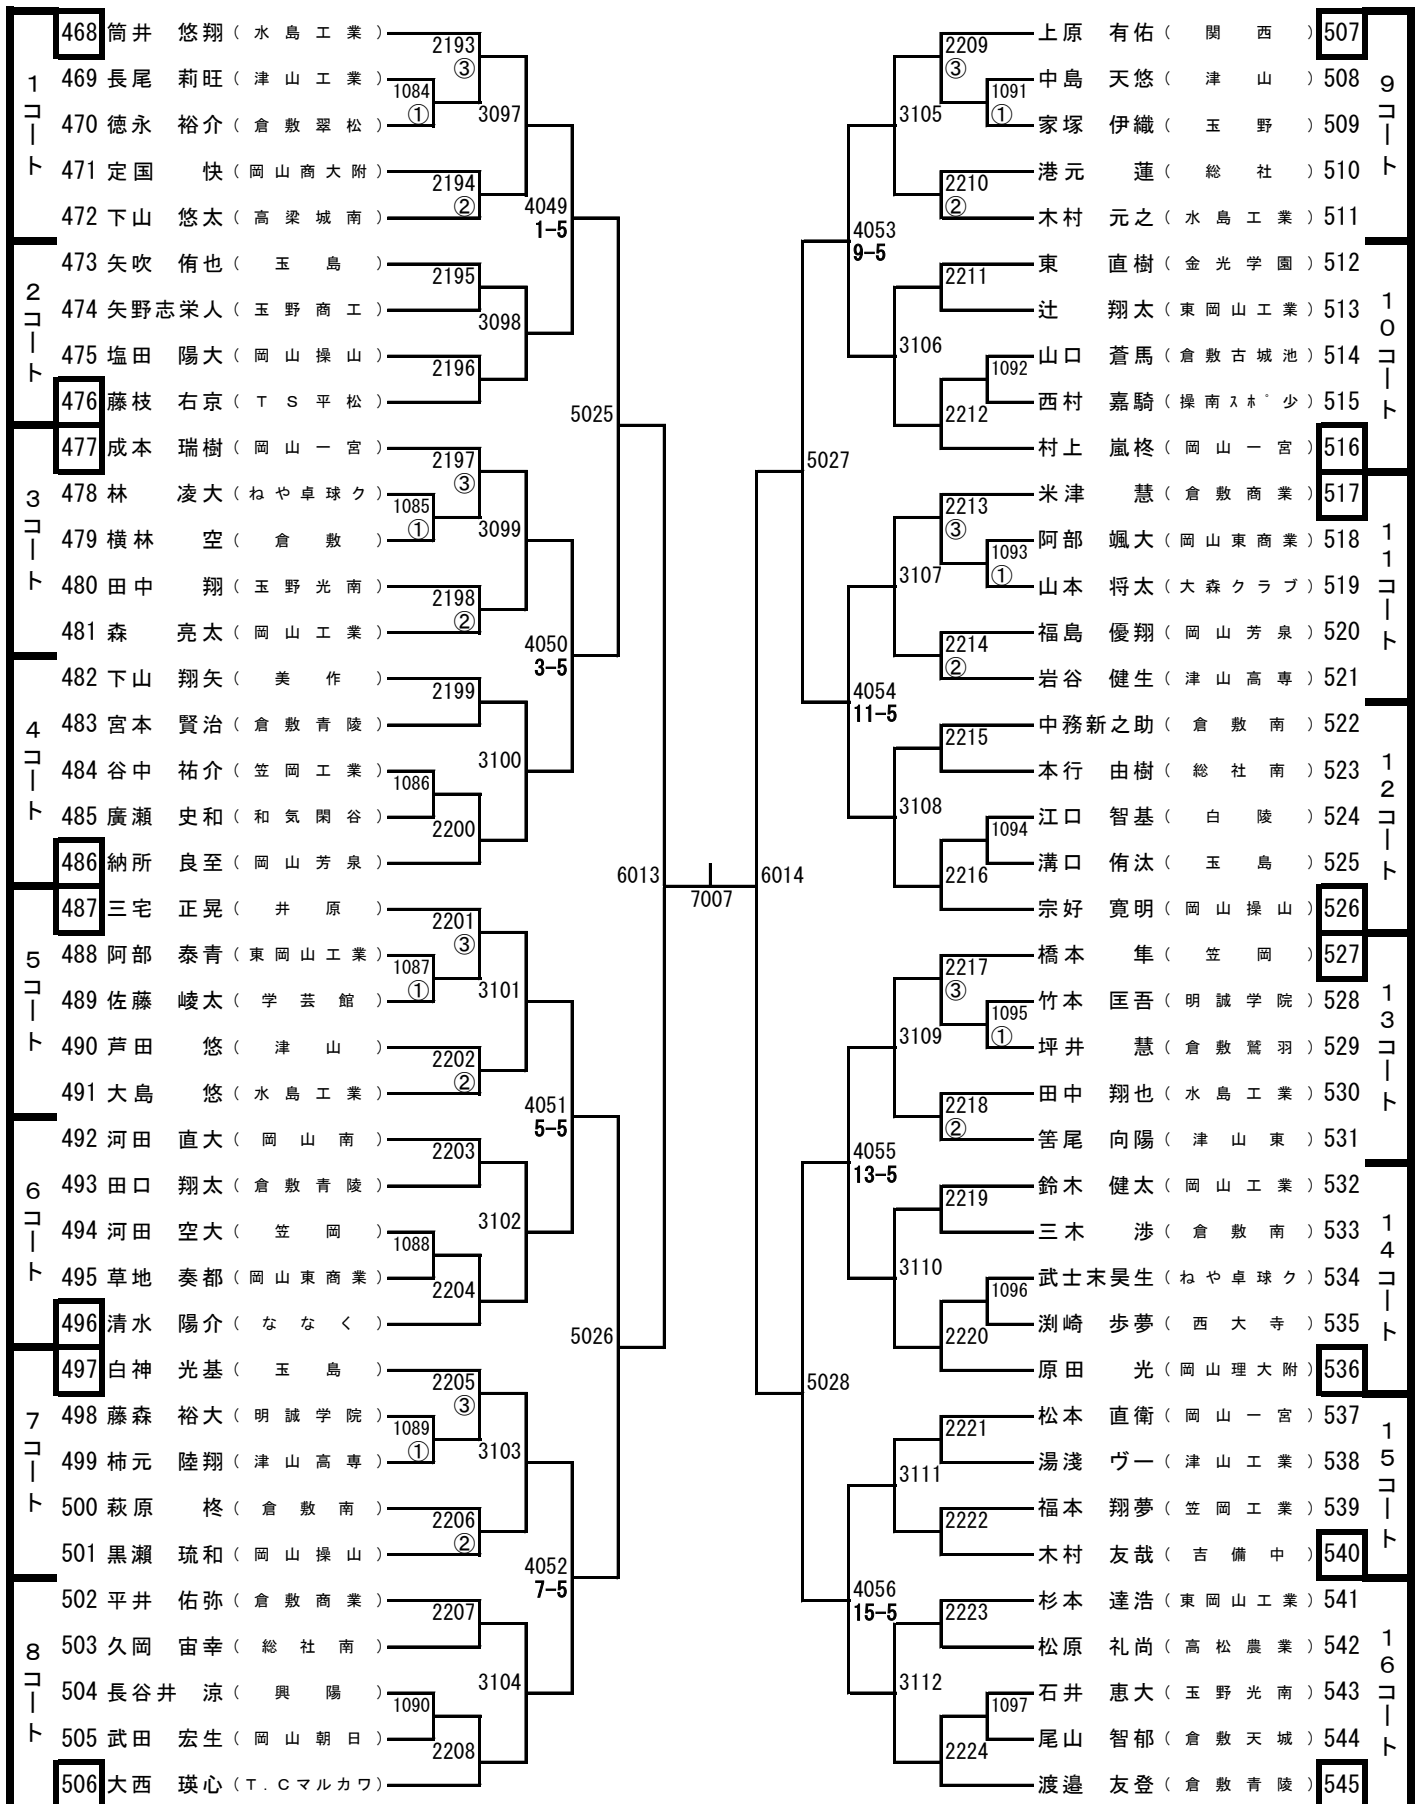 1コート
468 筒井 悠翔 (水島工業)
469 長尾 莉旺 (津山工業)
470 徳永 裕介 (倉敷翠松)
471 定国 快 (岡山商大附)
472 下山 悠太 (高梁城南)
2コート
473 矢吹 侑也 (玉島)
474 矢野志栄人 (玉野商工)
475 塩田 陽大 (岡山操山)
476 藤枝 右京 (TS平松)
3コート
477 成本 瑞樹 (岡山一宮)
478 林 凌大 (ねや卓球ク)
479 横林 空 (倉敷)
480 田中 翔 (玉野光南)
481 森 亮太 (岡山工業)
4コート
482 下山 翔矢 (美作)
483 宮本 賢治 (倉敷青陵)
484 谷中 祐介 (笠岡工業)
485 廣瀬 史和 (和気閑谷)
486 納所 良至 (岡山芳泉)
5コート
487 三宅 正晃 (井原)
488 阿部 泰青 (東岡山工業)
489 佐藤 崚太 (学芸館)
490 芦田 悠 (津山)
491 大島 悠 (水島工業)
6コート
492 河田 直大 (岡山南)
493 田口 翔太 (倉敷青陵)
494 河田 空大 (笠岡)
495 草地 奏都 (岡山東商業)
496 清水 陽介 (ななく)
7コート
497 白神 光基 (玉島)
498 藤森 裕大 (明誠学院)
499 柿元 陸翔 (津山高専)
500 萩原 柊 (倉敷南)
501 黒瀬 琉和 (岡山操山)
8コート
502 平井 佑弥 (倉敷商業)
503 久岡 宙幸 (総社南)
504 長谷井 涼 (興陽)
505 武田 宏生 (岡山朝日)
506 大西 瑛心 (T.Cマルカワ)
2193
③
1084
①
3097
2194
②
4049
1-5
2195
3098
2196
5025
2197
③
1085
①
3099
2198
②
4050
3-5
2199
3100
1086
2200
6013
7007
2201
③
1087
①
3101
2202
②
4051
5-5
2203
3102
1088
2204
5026
2205
③
1089
①
3103
2206
②
4052
7-5
2207
3104
1090
2208
2209
③
1091
①
3105
2210
②
4053
9-5
2211
3106
1092
2212
5027
2213
③
1093
①
3107
2214
②
4054
11-5
2215
3108
1094
2216
6014
2217
③
1095
①
3109
2218
②
4055
13-5
2219
3110
1096
2220
5028
2221
3111
2222
4056
15-5
2223
3112
1097
2224
9コート
上原 有佑 (関西) 507
中島 天悠 (津山) 508
家塚 伊織 (玉野) 509
港元 蓮 (総社) 510
木村 元之 (水島工業) 511
10コート
東 直樹 (金光学園) 512
辻 翔太 (東岡山工業) 513
山口 蒼馬 (倉敷古城池) 514
西村 嘉騎 (操南スポ少) 515
村上 嵐柊 (岡山一宮) 516
11コート
米津 慧 (倉敷商業) 517
阿部 颯大 (岡山東商業) 518
山本 将太 (大森クラブ) 519
福島 優翔 (岡山芳泉) 520
岩谷 健生 (津山高専) 521
12コート
中務新之助 (倉敷南) 522
本行 由樹 (総社南) 523
江口 智基 (白陵) 524
溝口 侑汰 (玉島) 525
宗好 寛明 (岡山操山) 526
13コート
橋本 隼 (笠岡) 527
竹本 匡吾 (明誠学院) 528
坪井 慧 (倉敷鷲羽) 529
田中 翔也 (水島工業) 530
筈尾 向陽 (津山東) 531
14コート
鈴木 健太 (岡山工業) 532
三木 渉 (倉敷南) 533
武士末昊生 (ねや卓球ク) 534
渕崎 歩夢 (西大寺) 535
原田 光 (岡山理大附) 536
15コート
松本 直衛 (岡山一宮) 537
湯淺 ヴー (津山工業) 538
福本 翔夢 (笠岡工業) 539
木村 友哉 (吉備中) 540
16コート
杉本 達浩 (東岡山工業) 541
松原 礼尚 (高松農業) 542
石井 恵大 (玉野光南) 543
尾山 智郁 (倉敷天城) 544
渡邉 友登 (倉敷青陵) 545